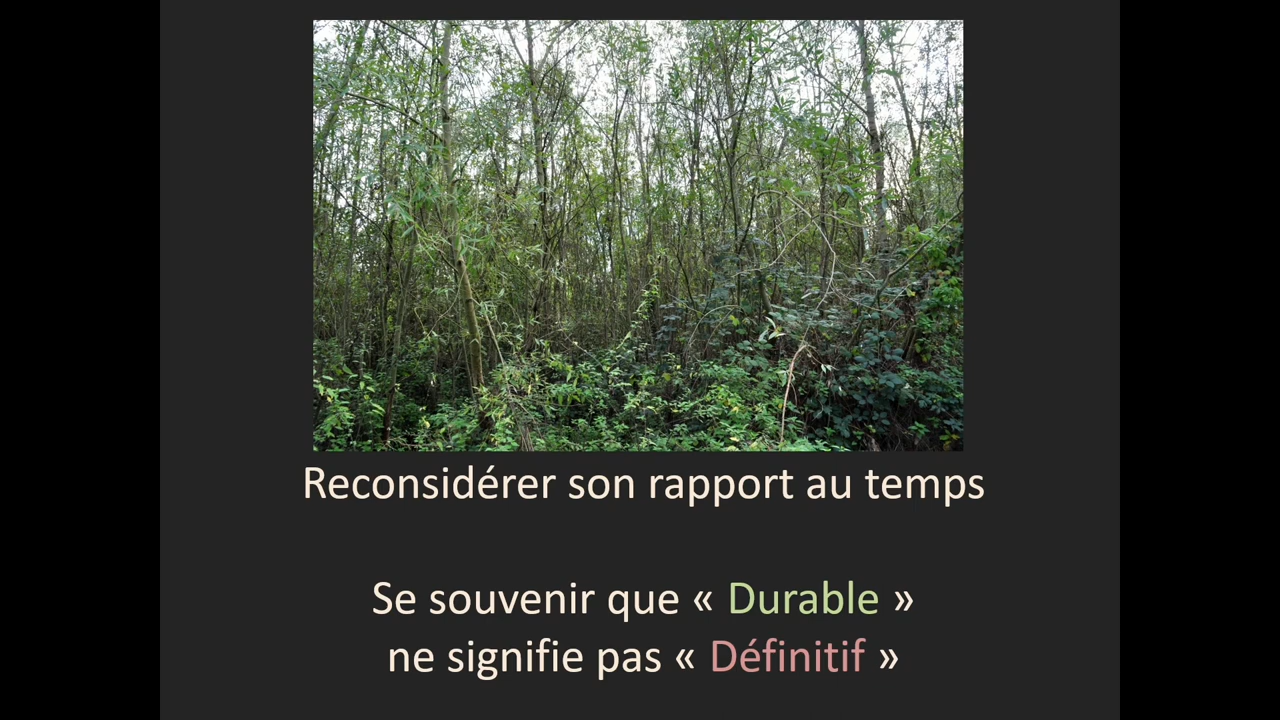 Reconsidérer son rapport au temps
Se souvenir que « Durable »
ne signifie pas « Définitif »